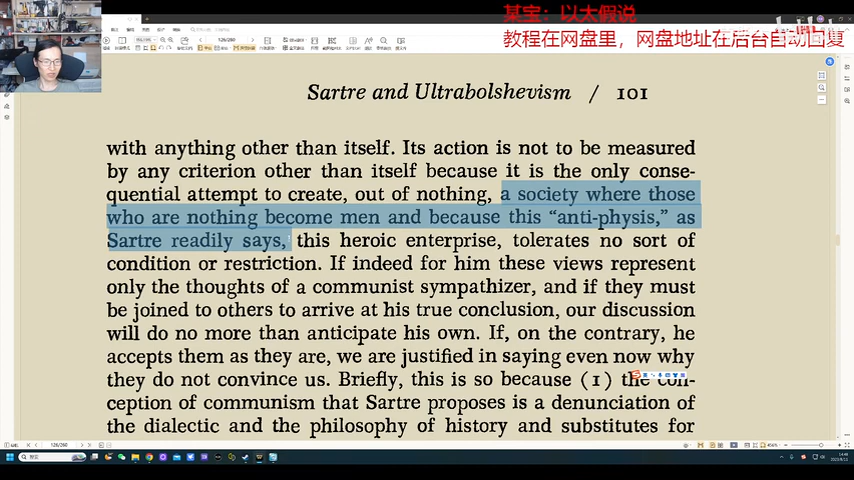 某宝：以太假说
教程在网盘里，网盘地址在后台自动回复
Sartre and Ultrabolshevism / 101
with anything other than itself. Its action is not to be measured
by any criterion other than itself because it is the only conse-
quential attempt to create, out of nothing, a society where those
who are nothing become men and because this “anti-physis,” as
Sartre readily says, this heroic enterprise, tolerates no sort of
condition or restriction. If indeed for him these views represent
only the thoughts of a communist sympathizer, and if they must
be joined to others to arrive at his true conclusion, our discussion
will do no more than anticipate his own. If, on the contrary, he
accepts them as they are, we are justified in saying even now why
they do not convince us. Briefly, this is so because (1) the con-
ception of communism that Sartre proposes is a denunciation of
the dialectic and the philosophy of history and substitutes for
126/260